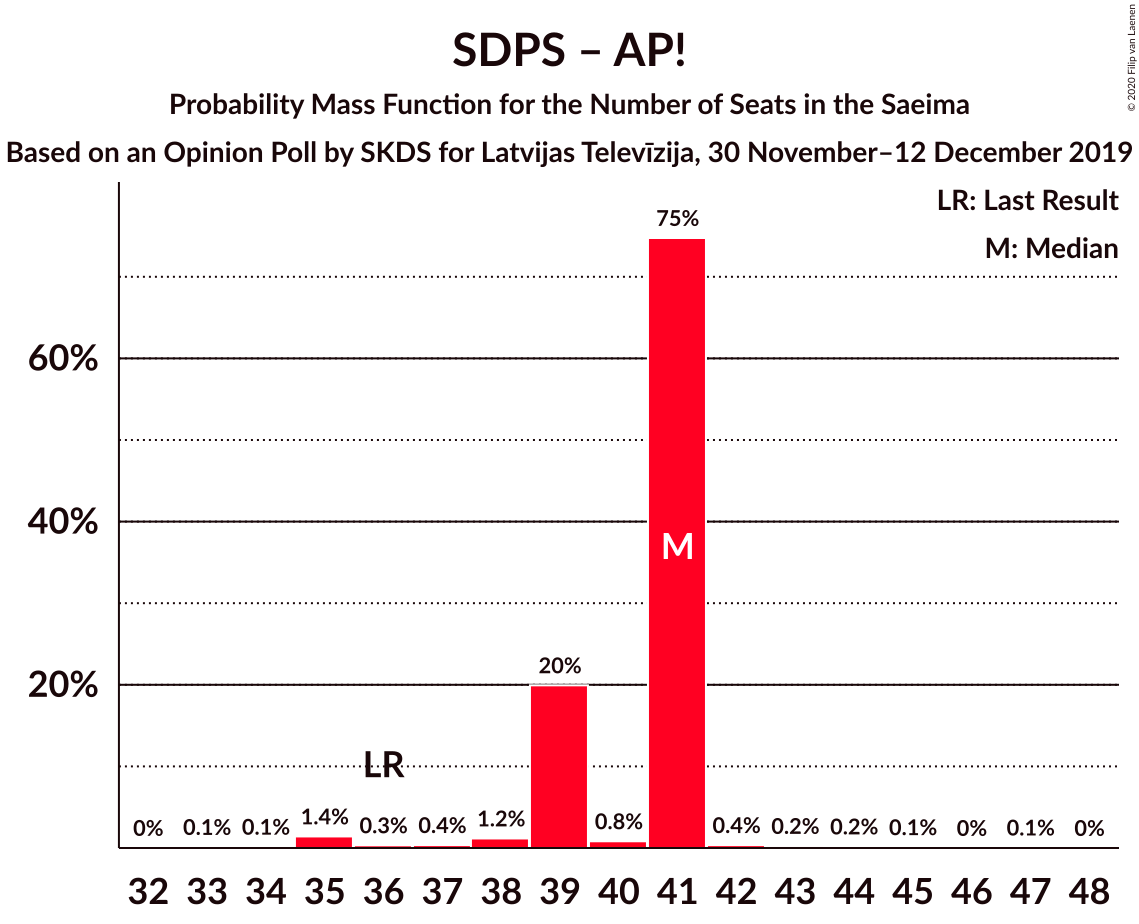 SDPS – AP!
Probability Mass Function for the Number of Seats in the Saeima
Based on an Opinion Poll by SKDS for Latvijas Televīzija, 30 November–12 December 2019
© 2020 Filip van Laenen
LR: Last Result
M: Median
75%
60%
40%
M
20%
20%
LR
0% 0.1% 0.1% 1.4% 0.3% 0.4% 1.2% 0.8% 0.4% 0.2% 0.2% 0.1% 0% 0.1% 0%
32 33 34 35 36 37 38 39 40 41 42 43 44 45 46 47 48